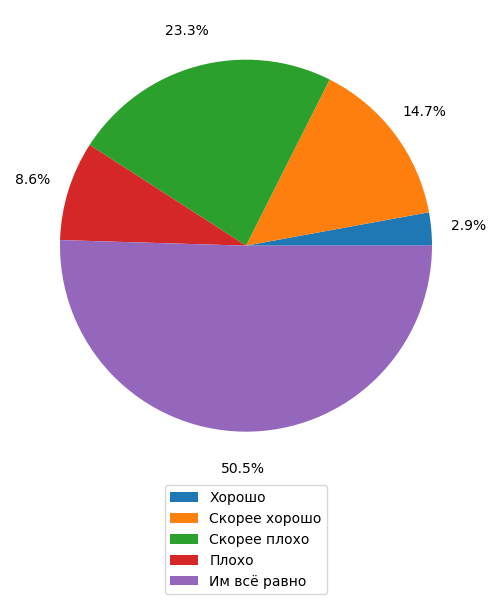 23.3%
14.7%
8.6%
2.9%
50.5%
Хорошо
Скорее хорошо
Скорее плохо
Плохо
Им всё равно